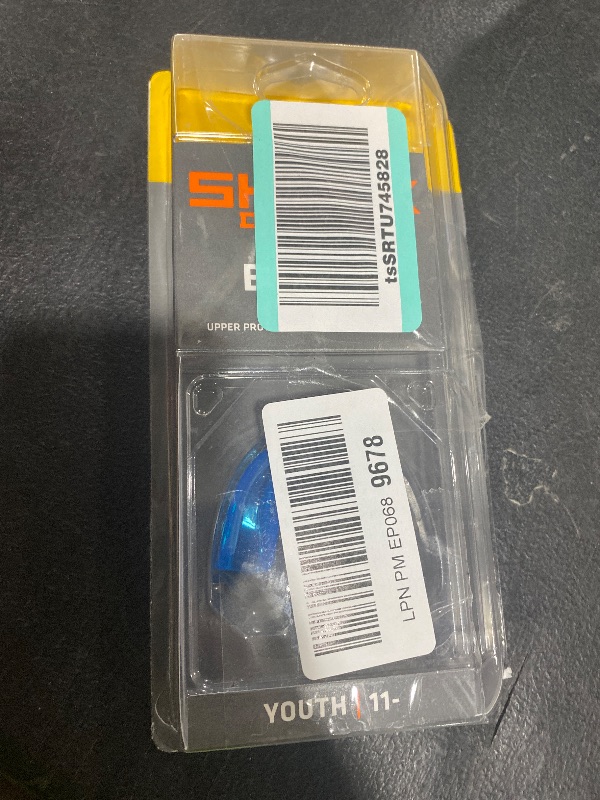 SH
tsSRTU745828
UPPER PRO
LPN PM EP068 9678
YOUTH | 11-